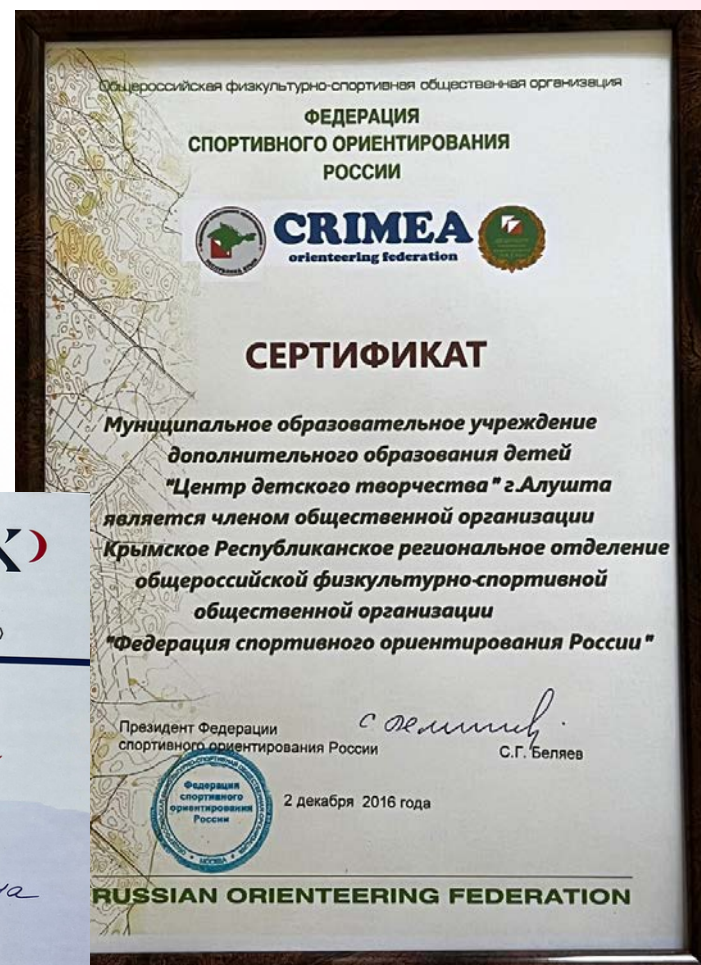 Общероссийская физкультурно-спортивная общественная организация
ФЕДЕРАЦИЯ
СПОРТИВНОГО ОРИЕНТИРОВАНИЯ
РОССИИ
CRIMEA
orienteering federation
СЕРТИФИКАТ
Муниципальное образовательное учреждение
дополнительного образования детей
"Центр детского творчества" г.Алушта
является членом общественной организации
Крымское Республиканское региональное отделение
общероссийской физкультурно-спортивной
общественной организации
"Федерация спортивного ориентирования России"
Президент Федерации
спортивного ориентирования России
С.Г. Беляев
Федерация
спортивного
ориентирования
России
2 декабря 2016 года
RUSSIAN ORIENTEERING FEDERATION